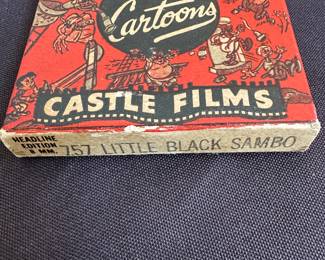 Cartoons
CASTLE FILMS
HEADLINE
EDITION
8 MM.
757 LITTLE BLACK SAMBO